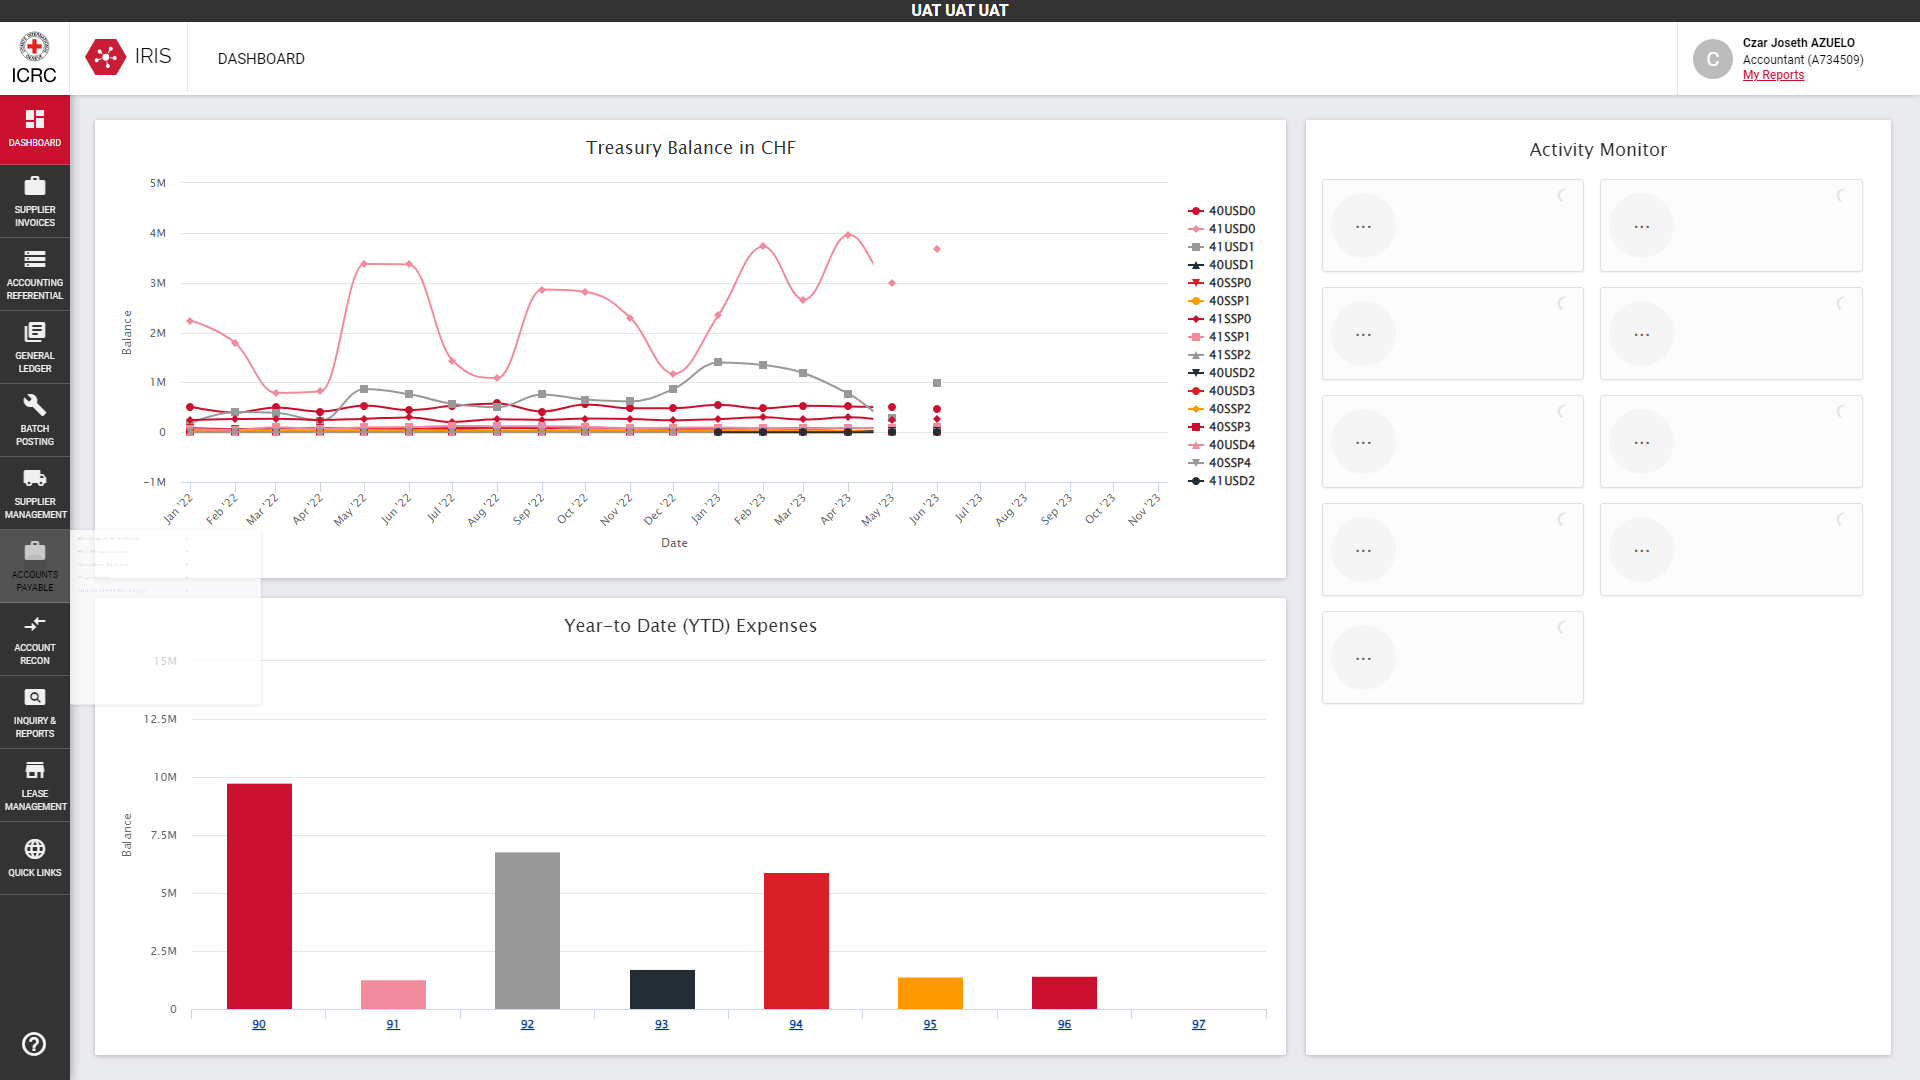 UAT UAT UAT
ICRC
IRIS
DASHBOARD
C
Czar Joseth AZUELO
Accountant (A734509)
My Reports
DASHBOARD
SUPPLIER
INVOICES
ACCOUNTING
REFERENTIAL
GENERAL
LEDGER
BATCH
POSTING
SUPPLIER
MANAGEMENT
ACCOUNTS
PAYABLE
ACCOUNT
RECON
INQUIRY &
REPORTS
LEASE
MANAGEMENT
QUICK LINKS
Treasury Balance in CHF
Balance
5M
4M
3M
2M
1M
0
-1M
Jan '22
Feb '22
Mar '22
Apr '22
May '22
Jun '22
Jul '22
Aug '22
Sep '22
Oct '22
Nov '22
Dec '22
Jan '23
Feb '23
Mar '23
Apr '23
May '23
Jun '23
Jul '23
Aug '23
Sep '23
Oct '23
Nov '23
Date
40USD0
41USD0
41USD1
40USD1
40SSP0
40SSP1
41SSP0
41SSP1
41SSP2
40USD2
40USD3
40SSP2
40SSP3
40USD4
40SSP4
41USD2
Year-to Date (YTD) Expenses
Balance
15M
12.5M
10M
7.5M
5M
2.5M
0
90
91
92
93
94
95
96
97
Activity Monitor
...
...
...
...
...
...
...
...
...